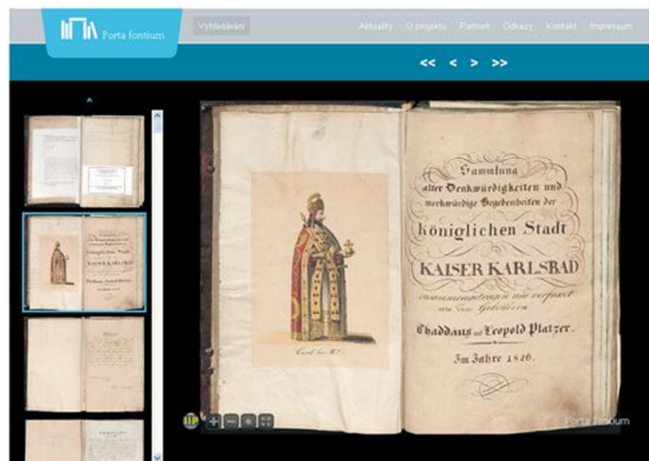 Porta fontium
Vyhledávání
Aktuality O projektu Partneři Odkazy Kontakt Impressum
<< < > >>
Sammlung
alter Denkwürdigkeiten und
merkwürdige Begebenheiten der
königlichen Stadt
KAISER KARLSBAD
zusammengetragen und verfasst
von den Gebrüdern
Thaddäus und Leopold Platzer.
Im Jahre 1826.
IIP
Porta fontium